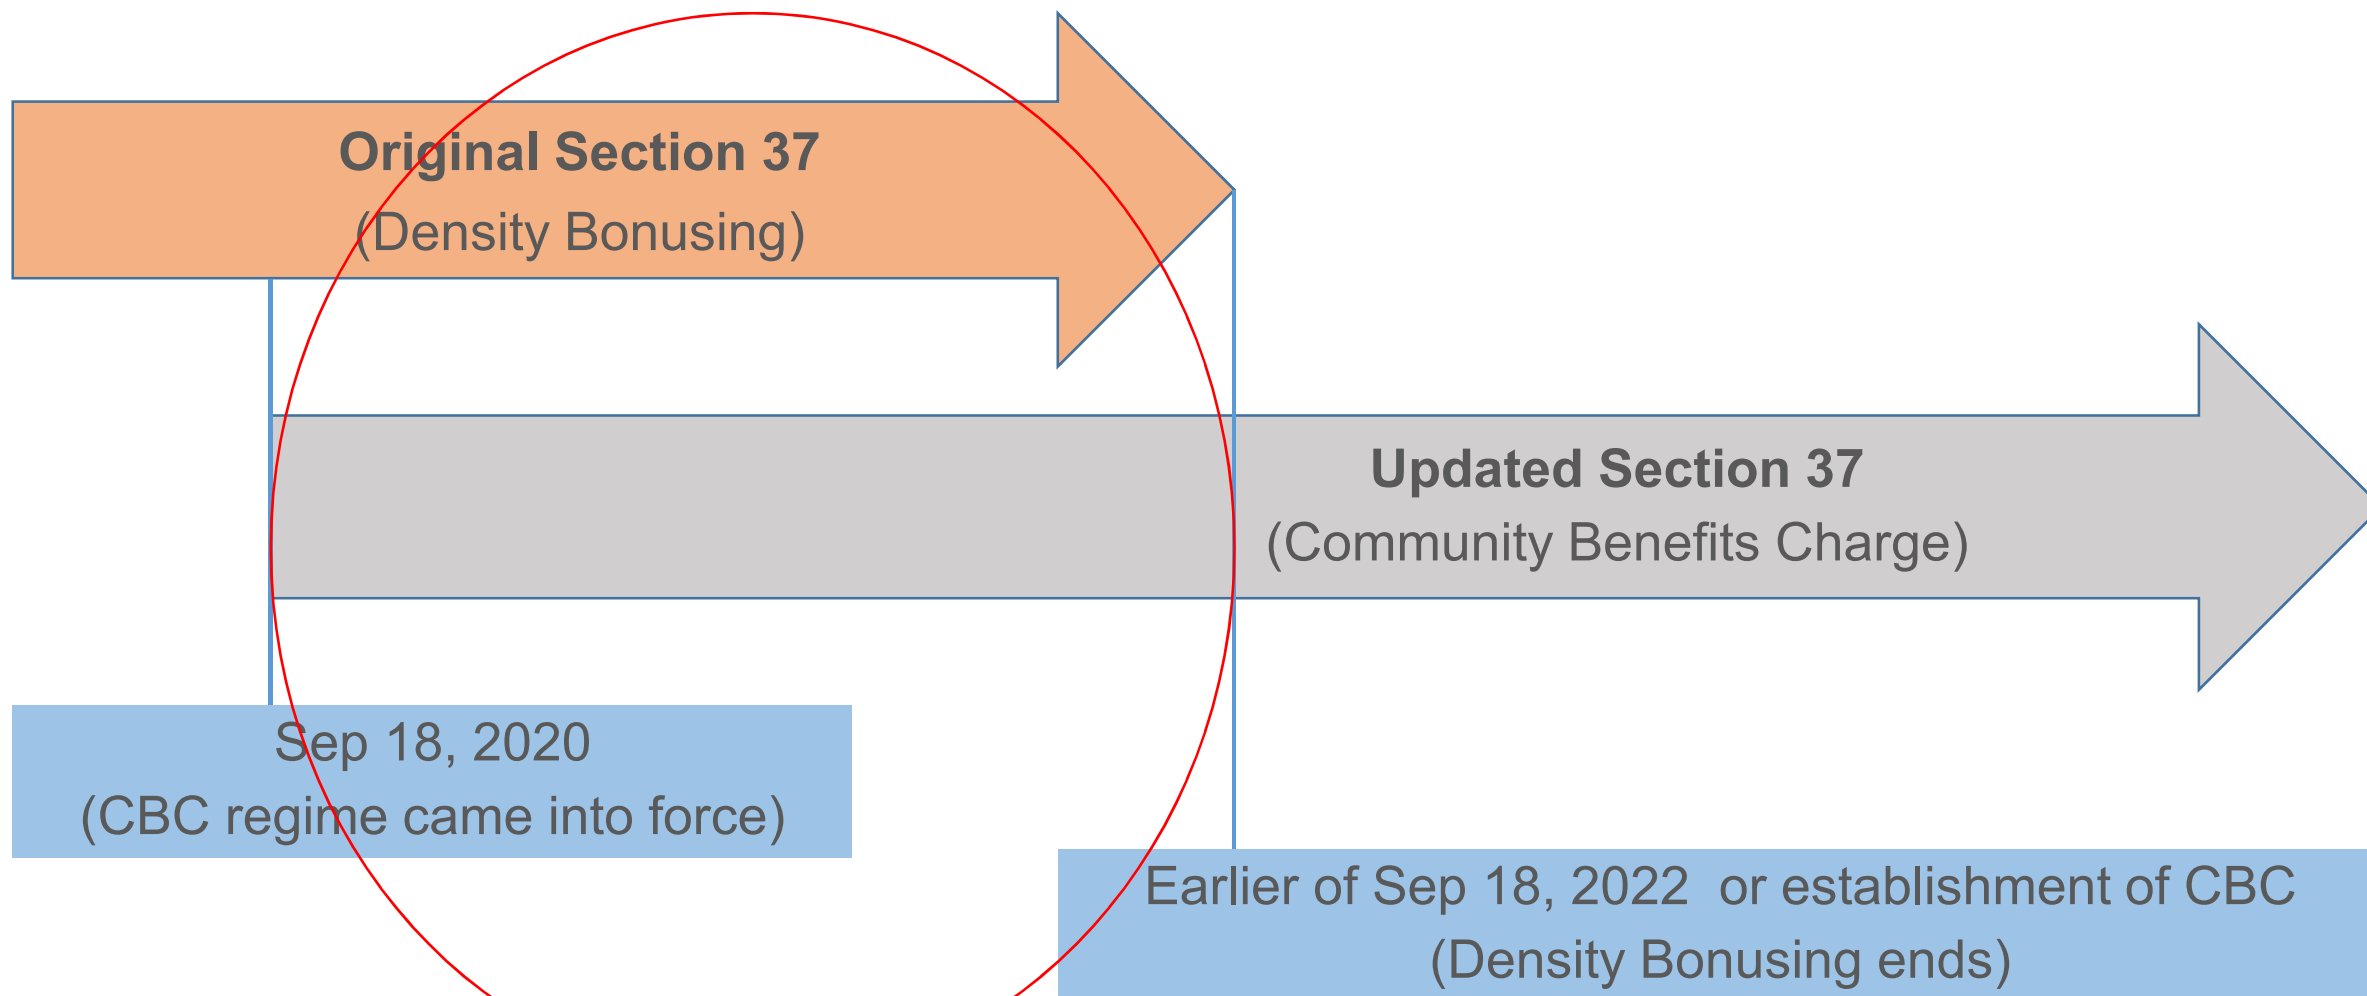 Original Section 37
(Density Bonusing)
Updated Section 37
(Community Benefits Charge)
Sep 18, 2020
(CBC regime came into force)
Earlier of Sep 18, 2022  or establishment of CBC
(Density Bonusing ends)